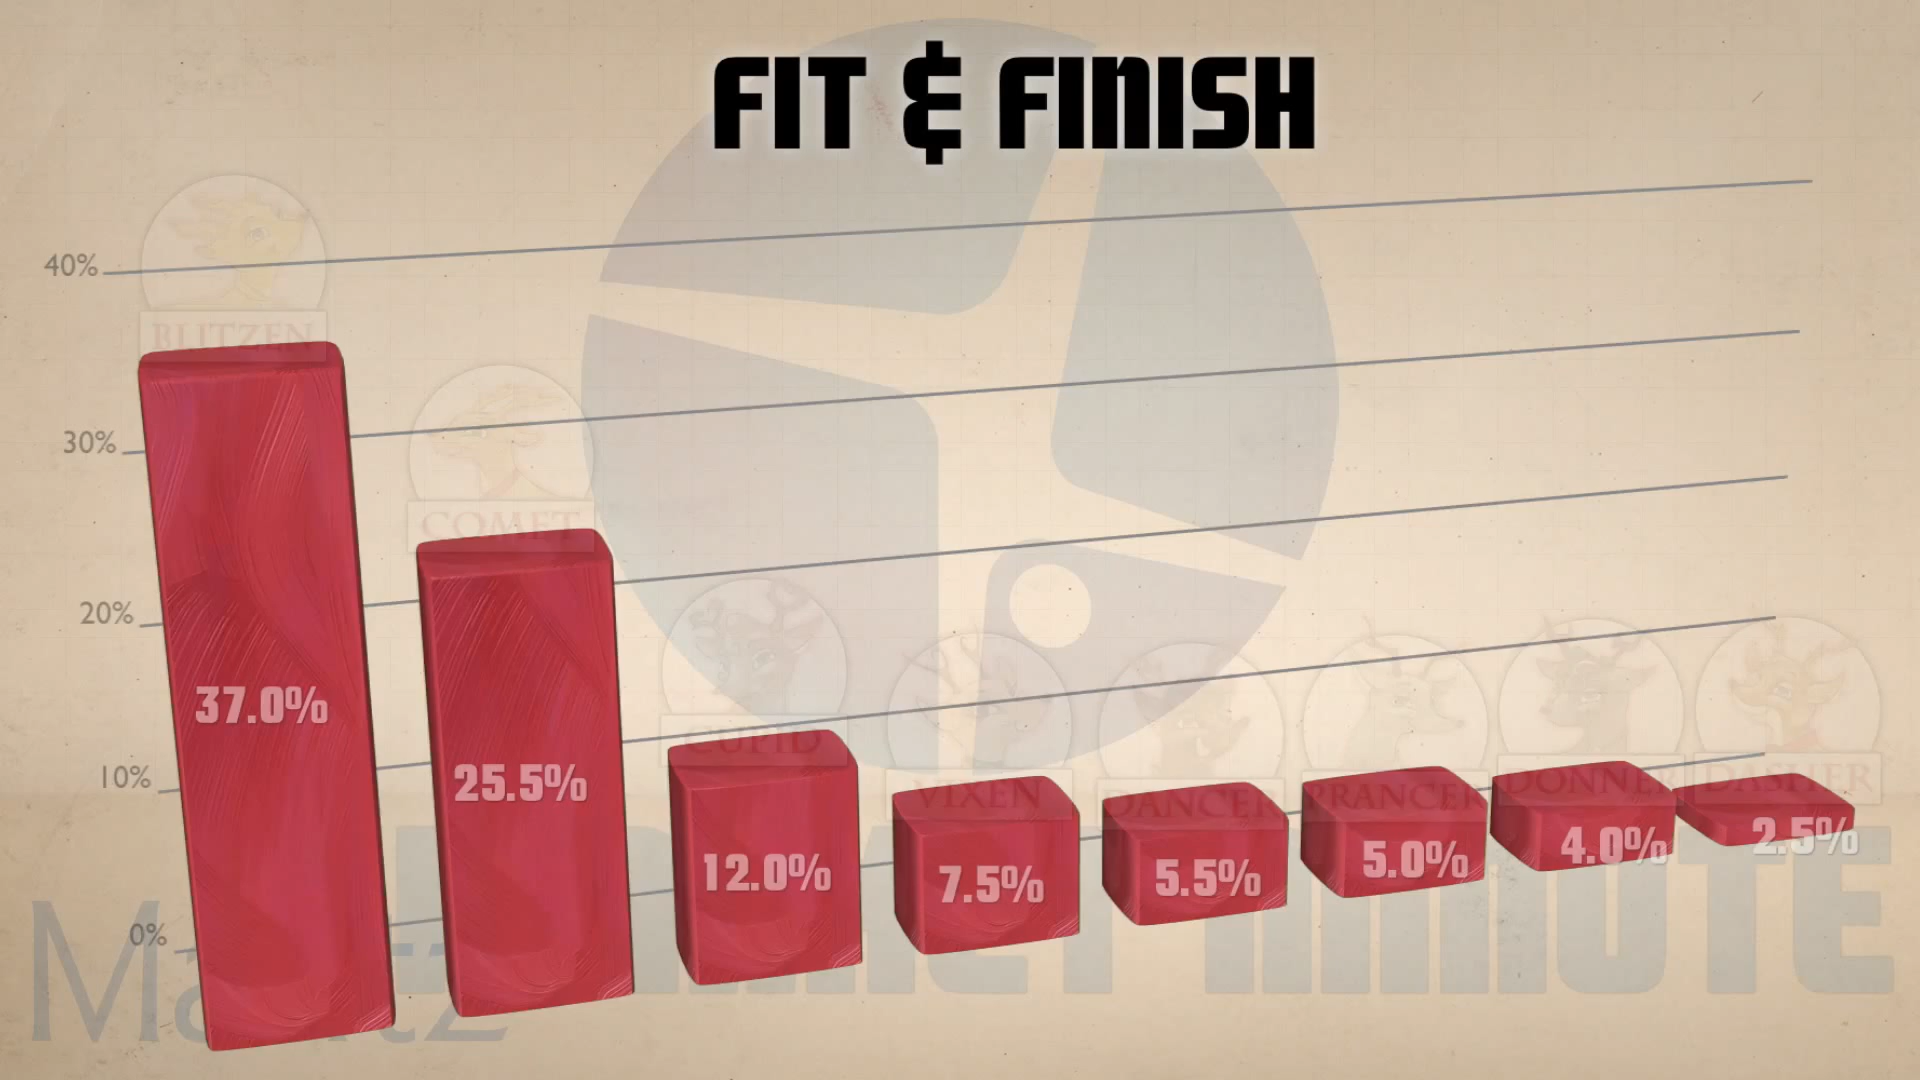 FIT & FINISH
40%
30%
20%
10%
0%
BLITZEN
COMET
CUPID
VIXEN
DANCER
PRANCER
DONNER
DASHER
37.0%
25.5%
12.0%
7.5%
5.5%
5.0%
4.0%
2.5%